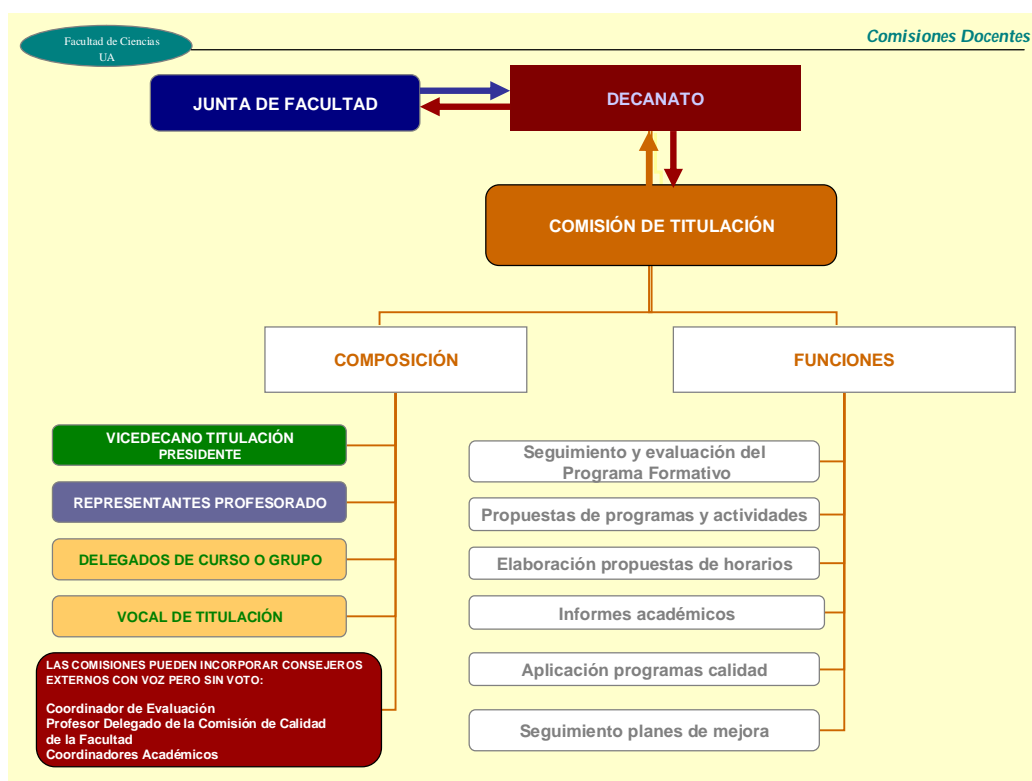 Facultad de Ciencias
UA
Comisiones Docentes
JUNTA DE FACULTAD
DECANATO
COMISIÓN DE TITULACIÓN
COMPOSICIÓN
FUNCIONES
VICEDECANO TITULACIÓN
PRESIDENTE
REPRESENTANTES PROFESORADO
DELEGADOS DE CURSO O GRUPO
VOCAL DE TITULACIÓN
LAS COMISIONES PUEDEN INCORPORAR CONSEJEROS
EXTERNOS CON VOZ PERO SIN VOTO:
Coordinador de Evaluación
Profesor Delegado de la Comisión de Calidad
de la Facultad
Coordinadores Académicos
Seguimiento y evaluación del
Programa Formativo
Propuestas de programas y actividades
Elaboración propuestas de horarios
Informes académicos
Aplicación programas calidad
Seguimiento planes de mejora